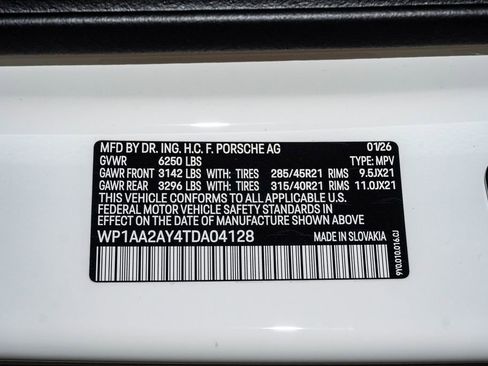 MFD BY DR. ING. H.C. F. PORSCHE AG 01/26
GVWR 6250 LBS TYPE: MPV
GAWR FRONT 3142 LBS WITH: TIRES 285/45R21 RIMS 9.5JX21
GAWR REAR 3296 LBS WITH: TIRES 315/40R21 RIMS 11.0JX21
THIS VEHICLE CONFORMS TO ALL APPLICABLE U.S.
FEDERAL MOTOR VEHICLE SAFETY STANDARDS IN
EFFECT ON THE DATE OF MANUFACTURE SHOWN ABOVE.
WP1AA2AY4TDA04128 MADE IN SLOVAKIA
9Y0.010.016.CJ